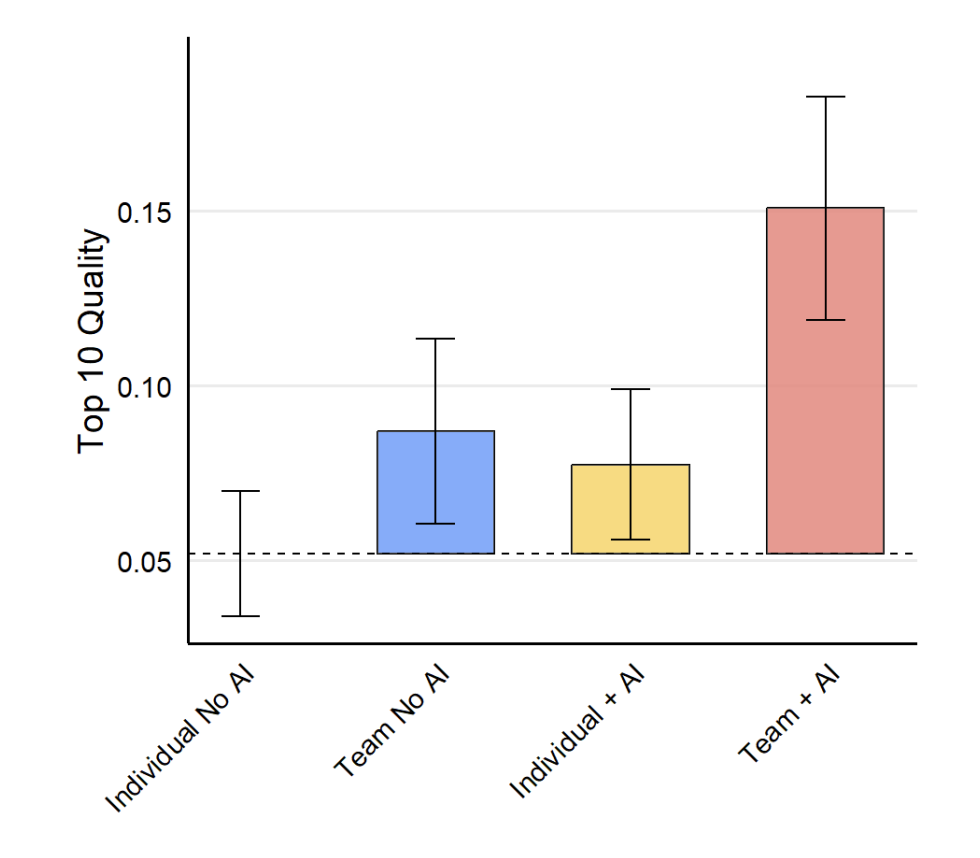 Top 10 Quality
0.15
0.10
0.05
Individual No AI
Team No AI
Individual + AI
Team + AI